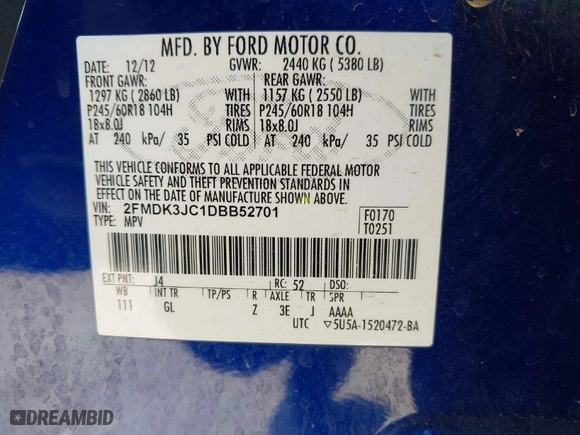 MFD. BY FORD MOTOR CO.
DATE: 12/12 GVWR: 2440 KG ( 5380 LB)
FRONT GAWR: REAR GAWR:
1297 KG ( 2860 LB) WITH 1157 KG ( 2550 LB) WITH
P245/60R18 104H TIRES P245/60R18 104H TIRES
18x8.0J RIMS 18x8.0J RIMS
AT 240 kPa/ 35 PSI COLD AT 240 kPa/ 35 PSI COLD
THIS VEHICLE CONFORMS TO ALL APPLICABLE FEDERAL MOTOR
VEHICLE SAFETY AND THEFT PREVENTION STANDARDS IN
EFFECT ON THE DATE OF MANUFACTURE SHOWN ABOVE.
VIN: 2FMDK3JC1DBB52701 F0170
TYPE: MPV T0251
EXT PNT: J4 RC: 52 DSO:
WB INT TR TP/PS R AXLE TR SPR
111 GL Z 3E J AAAA
UTC ▽5U5A-1520472-BA
DREAMBID